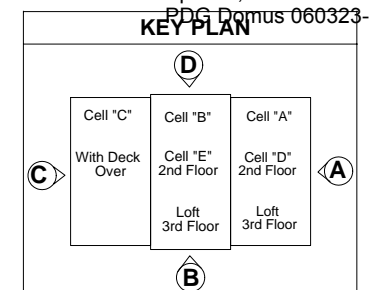 PDG Domus 060323-
KEY PLAN
D
Cell "C"
With Deck
Over
Cell "B"
Cell "E"
2nd Floor
Loft
3rd Floor
Cell "A"
Cell "D"
2nd Floor
Loft
3rd Floor
C
A
B